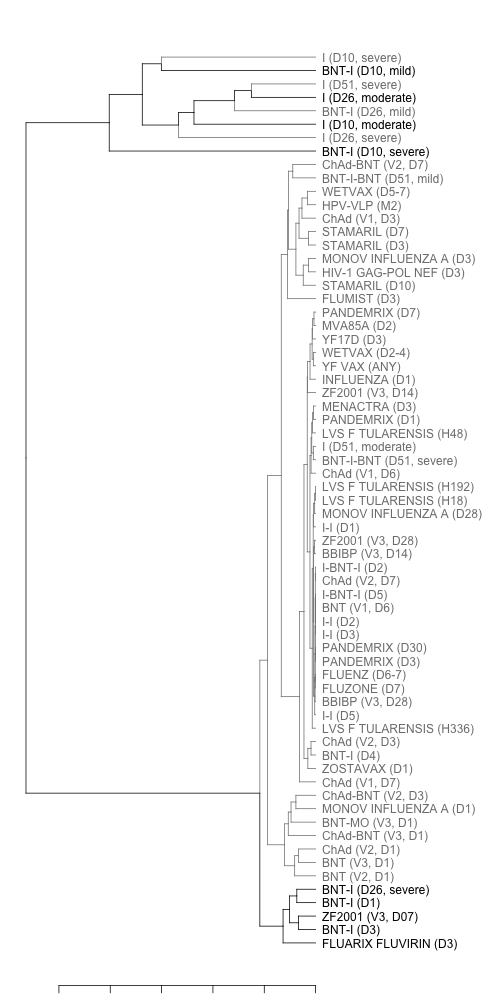 I (D10, severe)
BNT-I (D10, mild)
I (D51, severe)
I (D26, moderate)
BNT-I (D26, mild)
I (D10, moderate)
I (D26, severe)
BNT-I (D10, severe)
ChAd-BNT (V2, D7)
BNT-I-BNT (D51, mild)
WETVAX (D5-7)
HPV-VLP (M2)
ChAd (V1, D3)
STAMARIL (D7)
STAMARIL (D3)
MONOV INFLUENZA A (D3)
HIV-1 GAG-POL NEF (D3)
STAMARIL (D10)
FLUMIST (D3)
PANDEMRIX (D7)
MVA85A (D2)
YF17D (D3)
WETVAX (D2-4)
YF VAX (ANY)
INFLUENZA (D1)
ZF2001 (V3, D14)
MENACTRA (D3)
PANDEMRIX (D1)
LVS F TULARENSIS (H48)
I (D51, moderate)
BNT-I-BNT (D51, severe)
ChAd (V1, D6)
LVS F TULARENSIS (H192)
LVS F TULARENSIS (H18)
MONOV INFLUENZA A (D28)
I-I (D1)
ZF2001 (V3, D28)
BBIBP (V3, D14)
I-BNT-I (D2)
ChAd (V2, D7)
I-BNT-I (D5)
BNT (V1, D6)
I-I (D2)
I-I (D3)
PANDEMRIX (D30)
PANDEMRIX (D3)
FLUENZ (D6-7)
FLUZONE (D7)
BBIBP (V3, D28)
I-I (D5)
LVS F TULARENSIS (H336)
ChAd (V2, D3)
BNT-I (D4)
ZOSTAVAX (D1)
ChAd (V1, D7)
ChAd-BNT (V2, D3)
MONOV INFLUENZA A (D1)
BNT-MO (V3, D1)
ChAd-BNT (V3, D1)
ChAd (V2, D1)
BNT (V3, D1)
BNT (V2, D1)
BNT-I (D26, severe)
BNT-I (D1)
ZF2001 (V3, D07)
BNT-I (D3)
FLUARIX FLUVIRIN (D3)